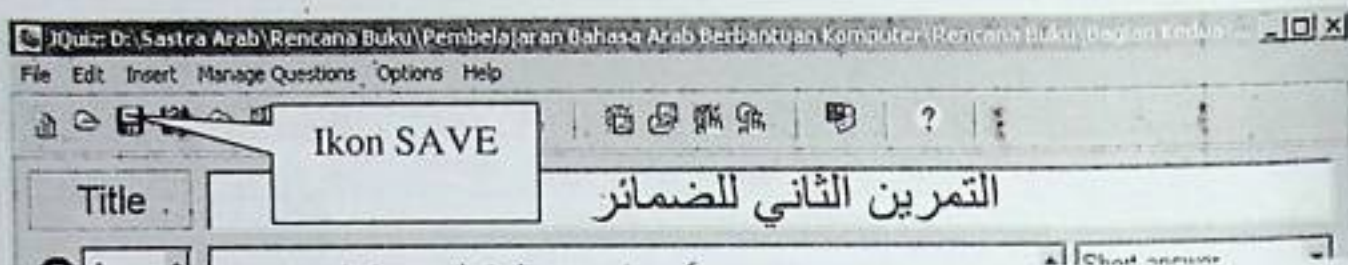 JQuiz: D:\Sastra Arab\Rencana Buku\Pembelajaran Bahasa Arab Berbantuan Komputer\Rencana Buku\Bagian Kedua
File Edit Insert Manage Questions Options Help
?
Ikon SAVE
Title
التمرين الثاني للضمائر
Short answer